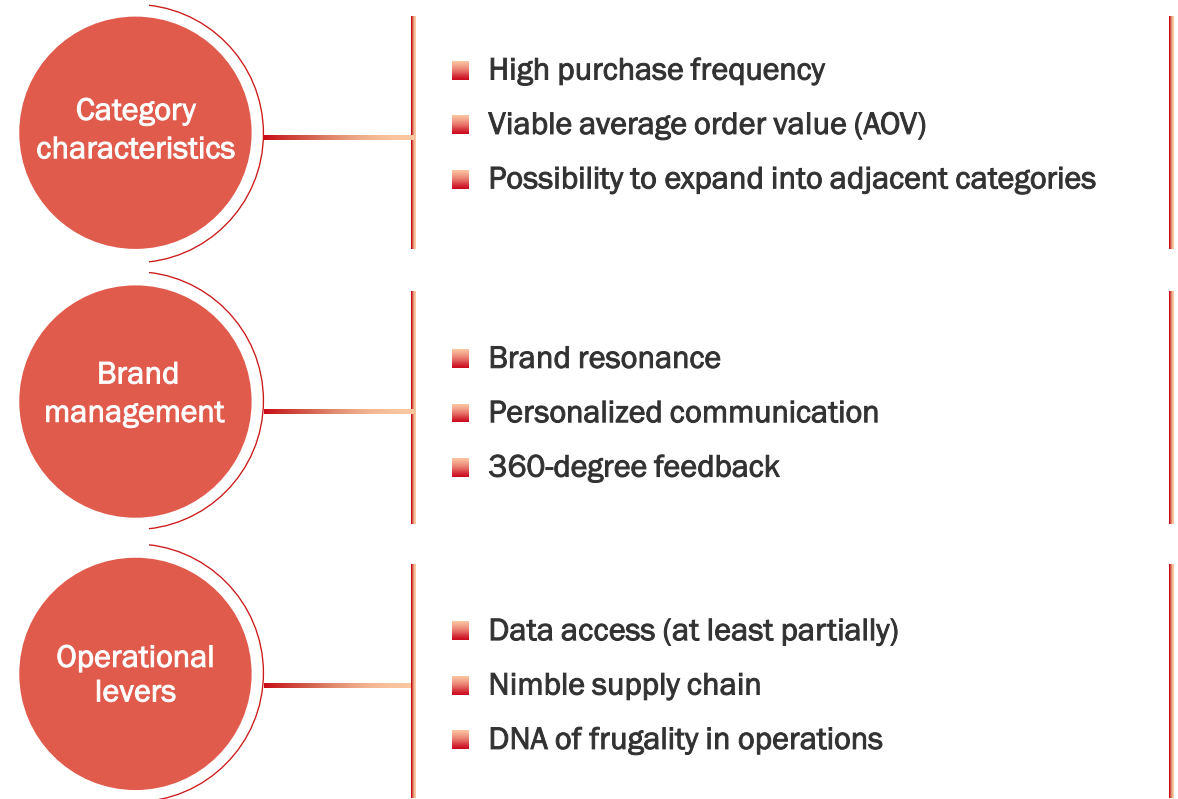 Category
characteristics
High purchase frequency
Viable average order value (AOV)
Possibility to expand into adjacent categories
Brand
management
Brand resonance
Personalized communication
360-degree feedback
Operational
levers
Data access (at least partially)
Nimble supply chain
DNA of frugality in operations